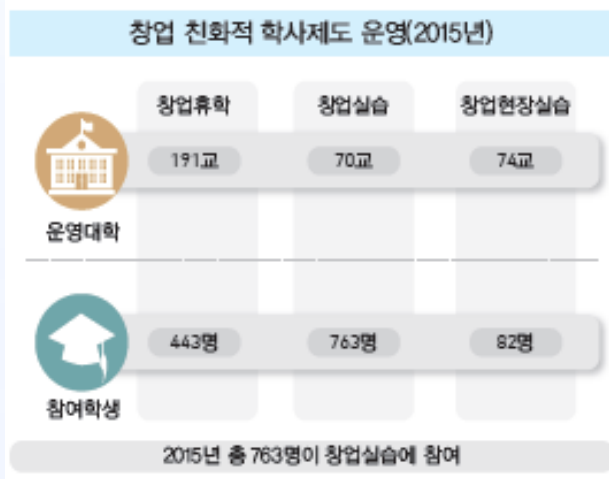 창업 친화적 학사제도 운영(2015년)
창업휴학 창업실습 창업현장실습
191교 70교 74교
운영대학
443명 763명 82명
참여학생
2015년 총 763명이 창업실습에 참여